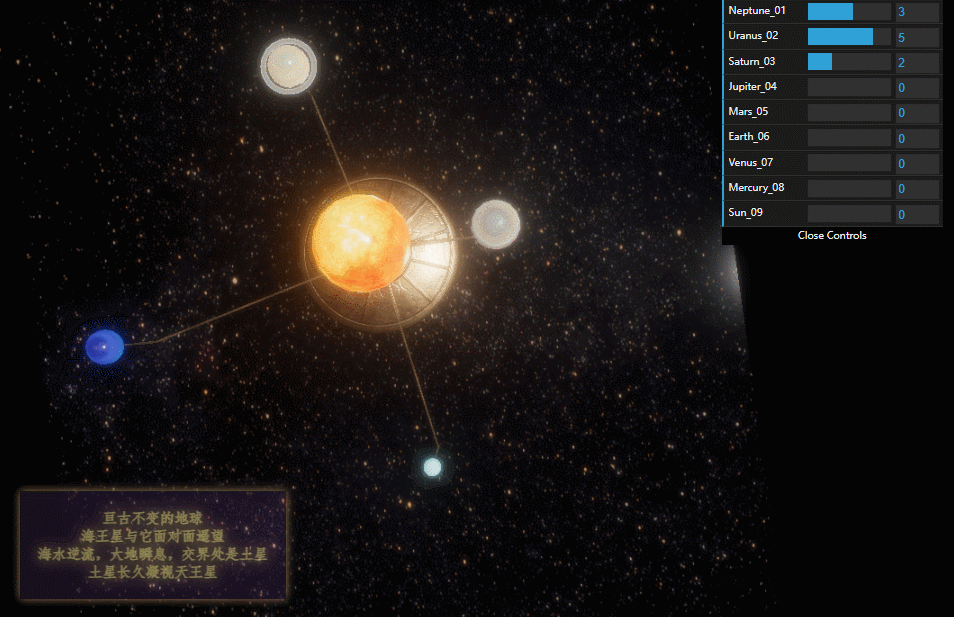 Neptune_01 3
Uranus_02 5
Saturn_03 2
Jupiter_04 0
Mars_05 0
Earth_06 0
Venus_07 0
Mercury_08 0
Sun_09 0
Close Controls
亘古不变的地球
海王星与它面对面遥望
海水逆流，大地瞬息，交界处是土星
土星长久凝视天王星